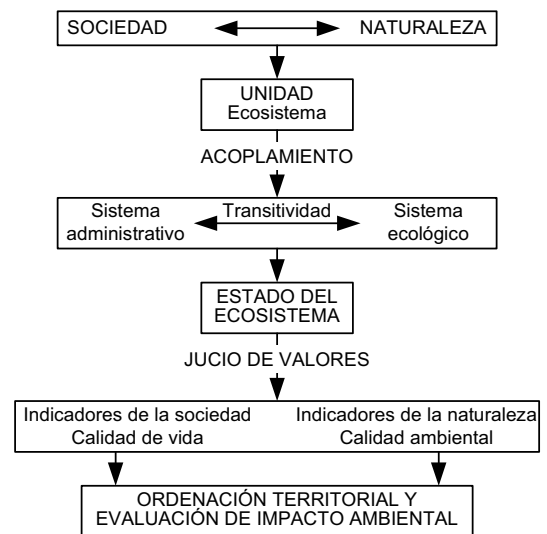 SOCIEDAD NATURALEZA
UNIDAD
Ecosistema
ACOPLAMIENTO
Sistema administrativo
Transitividad
Sistema ecológico
ESTADO DEL
ECOSISTEMA
JUCIO DE VALORES
Indicadores de la sociedad
Calidad de vida
Indicadores de la naturaleza
Calidad ambiental
ORDENACIÓN TERRITORIAL Y
EVALUACIÓN DE IMPACTO AMBIENTAL